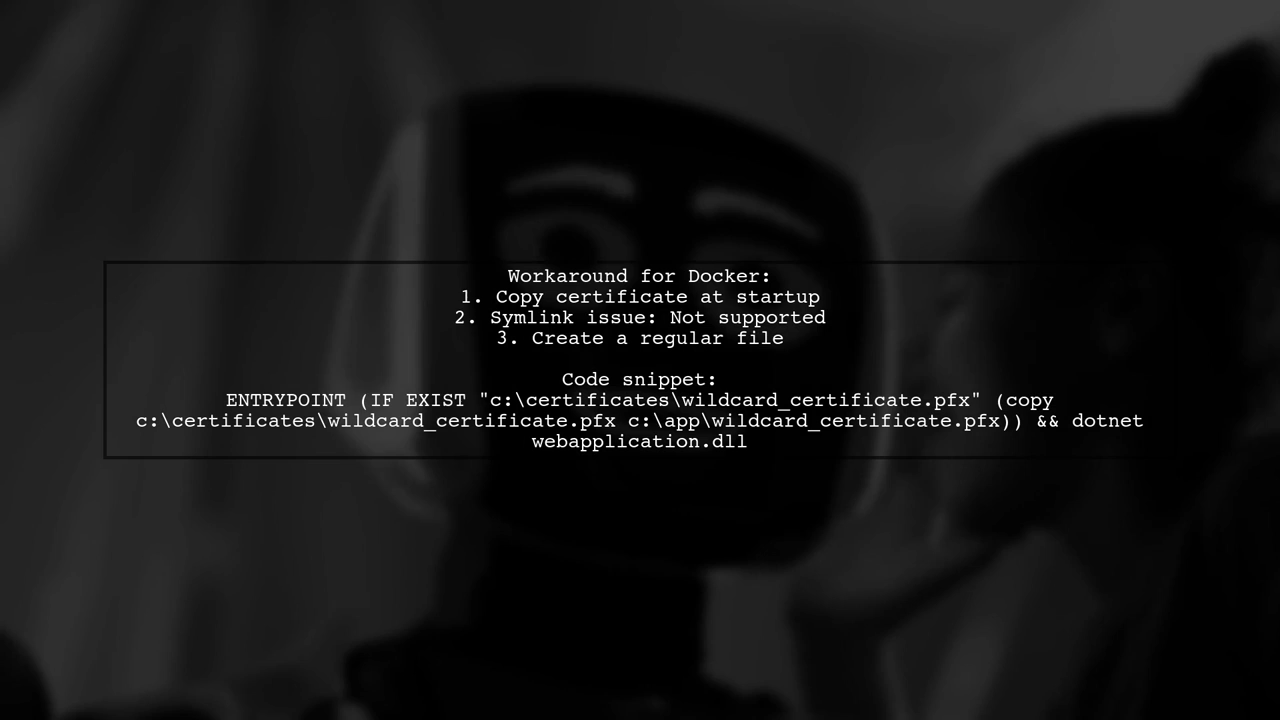 Workaround for Docker:
1. Copy certificate at startup
2. Symlink issue: Not supported
3. Create a regular file
Code snippet:
ENTRYPOINT (IF EXIST "c:\certificates\wildcard_certificate.pfx" (copy
c:\certificates\wildcard_certificate.pfx c:\app\wildcard_certificate.pfx)) && dotnet
webapplication.dll